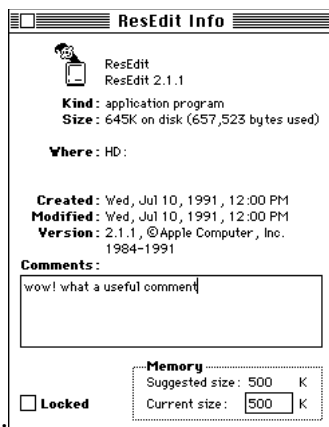 ResEdit Info
ResEdit
ResEdit 2.1.1
Kind: application program
Size: 645K on disk (657,523 bytes used)
Where: HD:
Created: Wed, Jul 10, 1991, 12:00 PM
Modified: Wed, Jul 10, 1991, 12:00 PM
Version: 2.1.1, ©Apple Computer, Inc.
1984-1991
Comments:
wow! what a useful comment
Memory
Suggested size: 500 K
Locked
Current size: 500 K